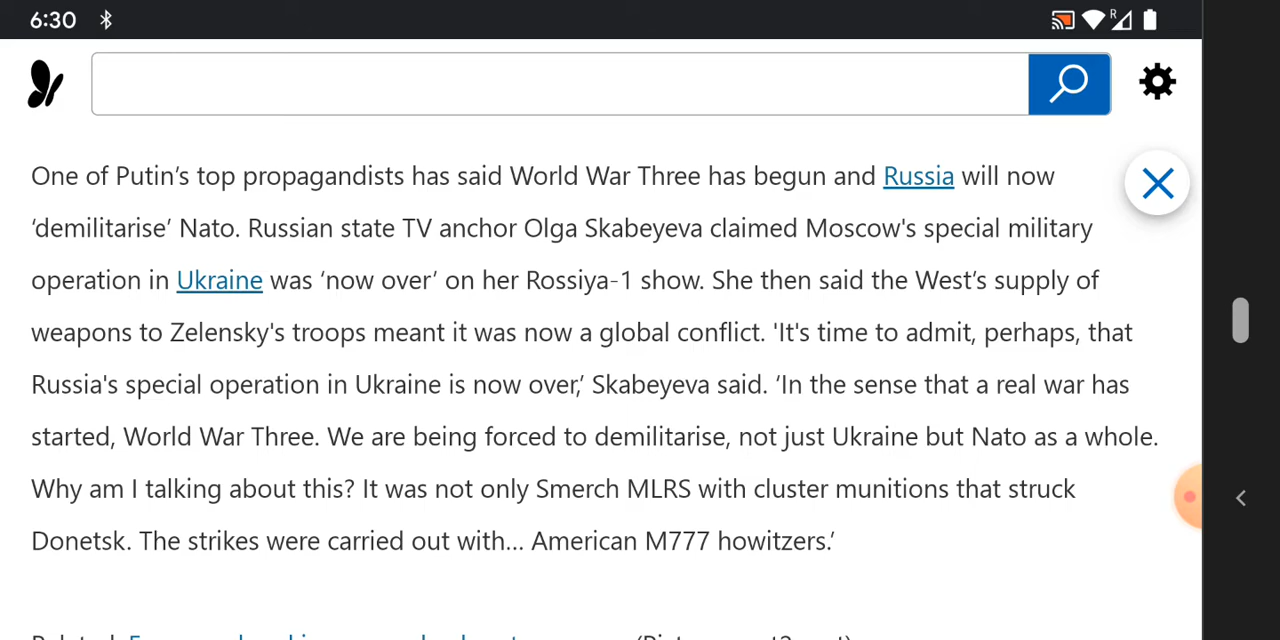 6:30
R
One of Putin’s top propagandists has said World War Three has begun and Russia will now
‘demilitarise’ Nato. Russian state TV anchor Olga Skabeyeva claimed Moscow's special military
operation in Ukraine was ‘now over’ on her Rossiya-1 show. She then said the West’s supply of
weapons to Zelensky's troops meant it was now a global conflict. 'It's time to admit, perhaps, that
Russia's special operation in Ukraine is now over,’ Skabeyeva said. ‘In the sense that a real war has
started, World War Three. We are being forced to demilitarise, not just Ukraine but Nato as a whole.
Why am I talking about this? It was not only Smerch MLRS with cluster munitions that struck
Donetsk. The strikes were carried out with... American M777 howitzers.’